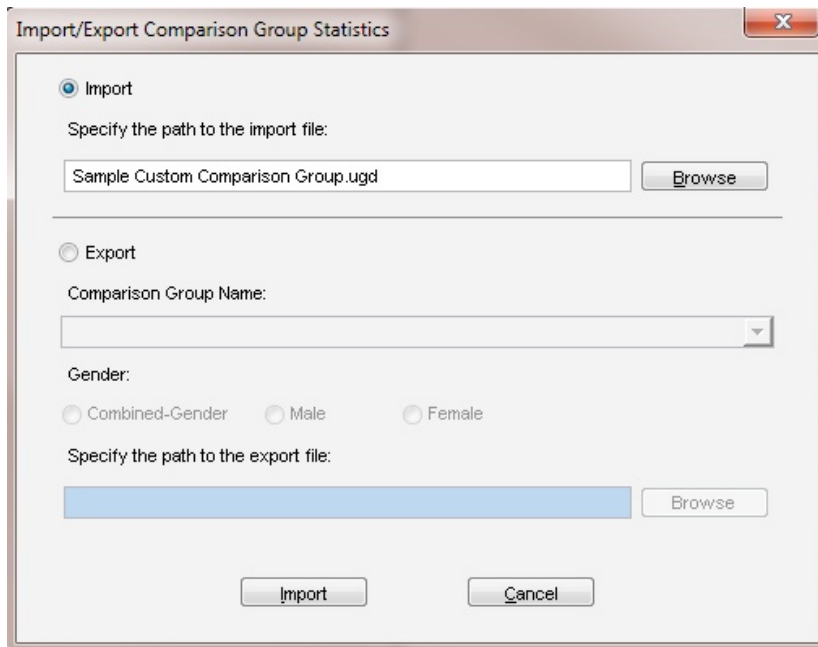 Import/Export Comparison Group Statistics
Import
Specify the path to the import file:
Sample Custom Comparison Group.ugd
Browse
Export
Comparison Group Name:
Gender:
Combined-Gender Male Female
Specify the path to the export file:
Browse
Import Cancel